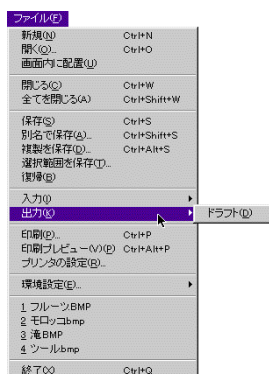 ファイル(F)
新規(N) Ctrl+N
開く(O)... Ctrl+O
画面内に配置(U)
閉じる(C) Ctrl+W
全てを閉じる(A) Ctrl+Shift+W
保存(S) Ctrl+S
別名で保存(A)... Ctrl+Shift+S
複製を保存(D)... Ctrl+Alt+S
選択範囲を保存(T)...
復帰(B)
入力(I)
出力(K) ドラフト(D)
印刷(P)... Ctrl+P
印刷プレビュー(V)(P) Ctrl+Alt+P
プリンタの設定(R)...
環境設定(E)...
1 フルーツBMP
2 モロッコbmp
3 滝BMP
4 ツールbmp
終了(X) Ctrl+Q